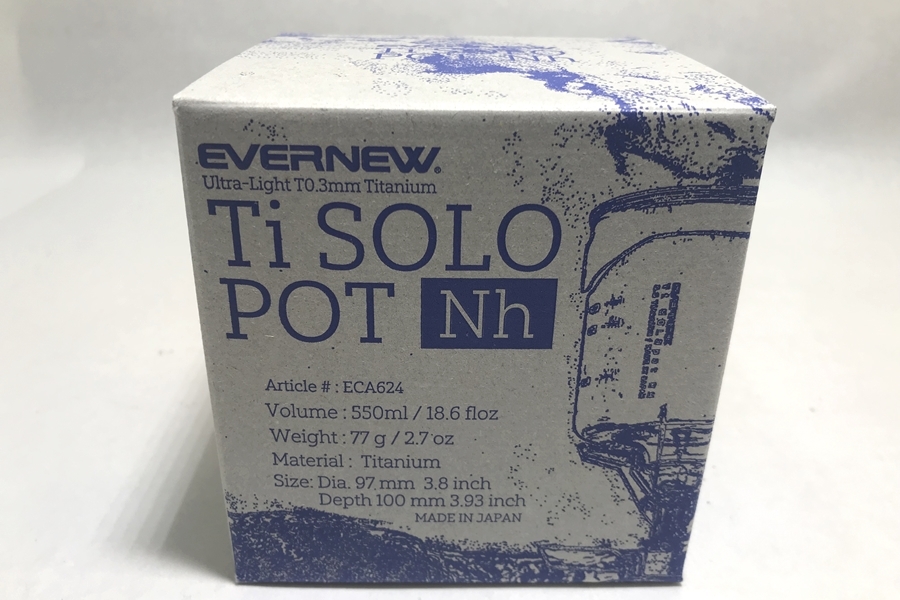 EVERNEW®
Ultra-Light T0.3mm Titanium
Ti SOLO
POT Nh
Article # : ECA624
Volume : 550ml / 18.6 floz
Weight : 77 g / 2.7 oz
Material : Titanium
Size: Dia. 97 mm 3.8 inch
Depth 100 mm 3.93 inch
MADE IN JAPAN